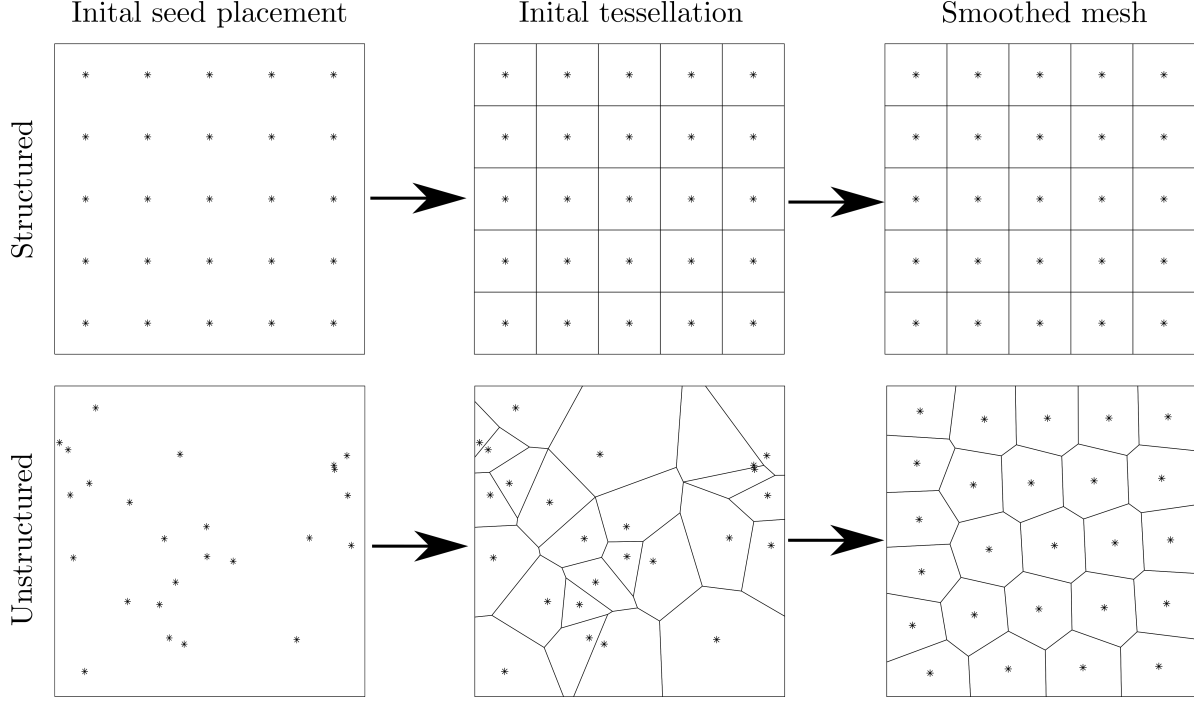 Inital seed placement
Inital tessellation
Smoothed mesh
Structured
Unstructured